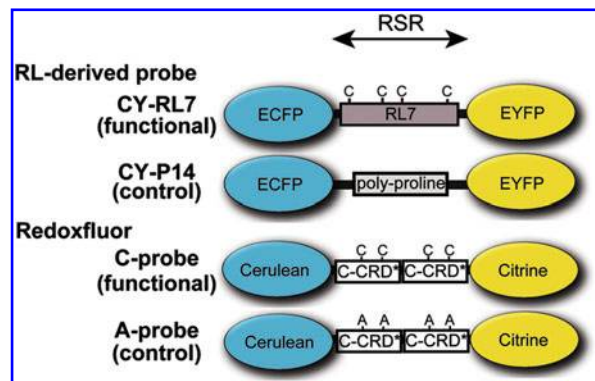 RSR
RL-derived probe
CY-RL7
(functional)
ECFP
C C C C
RL7
EYFP
CY-P14
(control)
ECFP
poly-proline
EYFP
Redoxfluor
C-probe
(functional)
Cerulean
C C C C
C-CRD* C-CRD*
Citrine
A-probe
(control)
Cerulean
A A A A
C-CRD* C-CRD*
Citrine